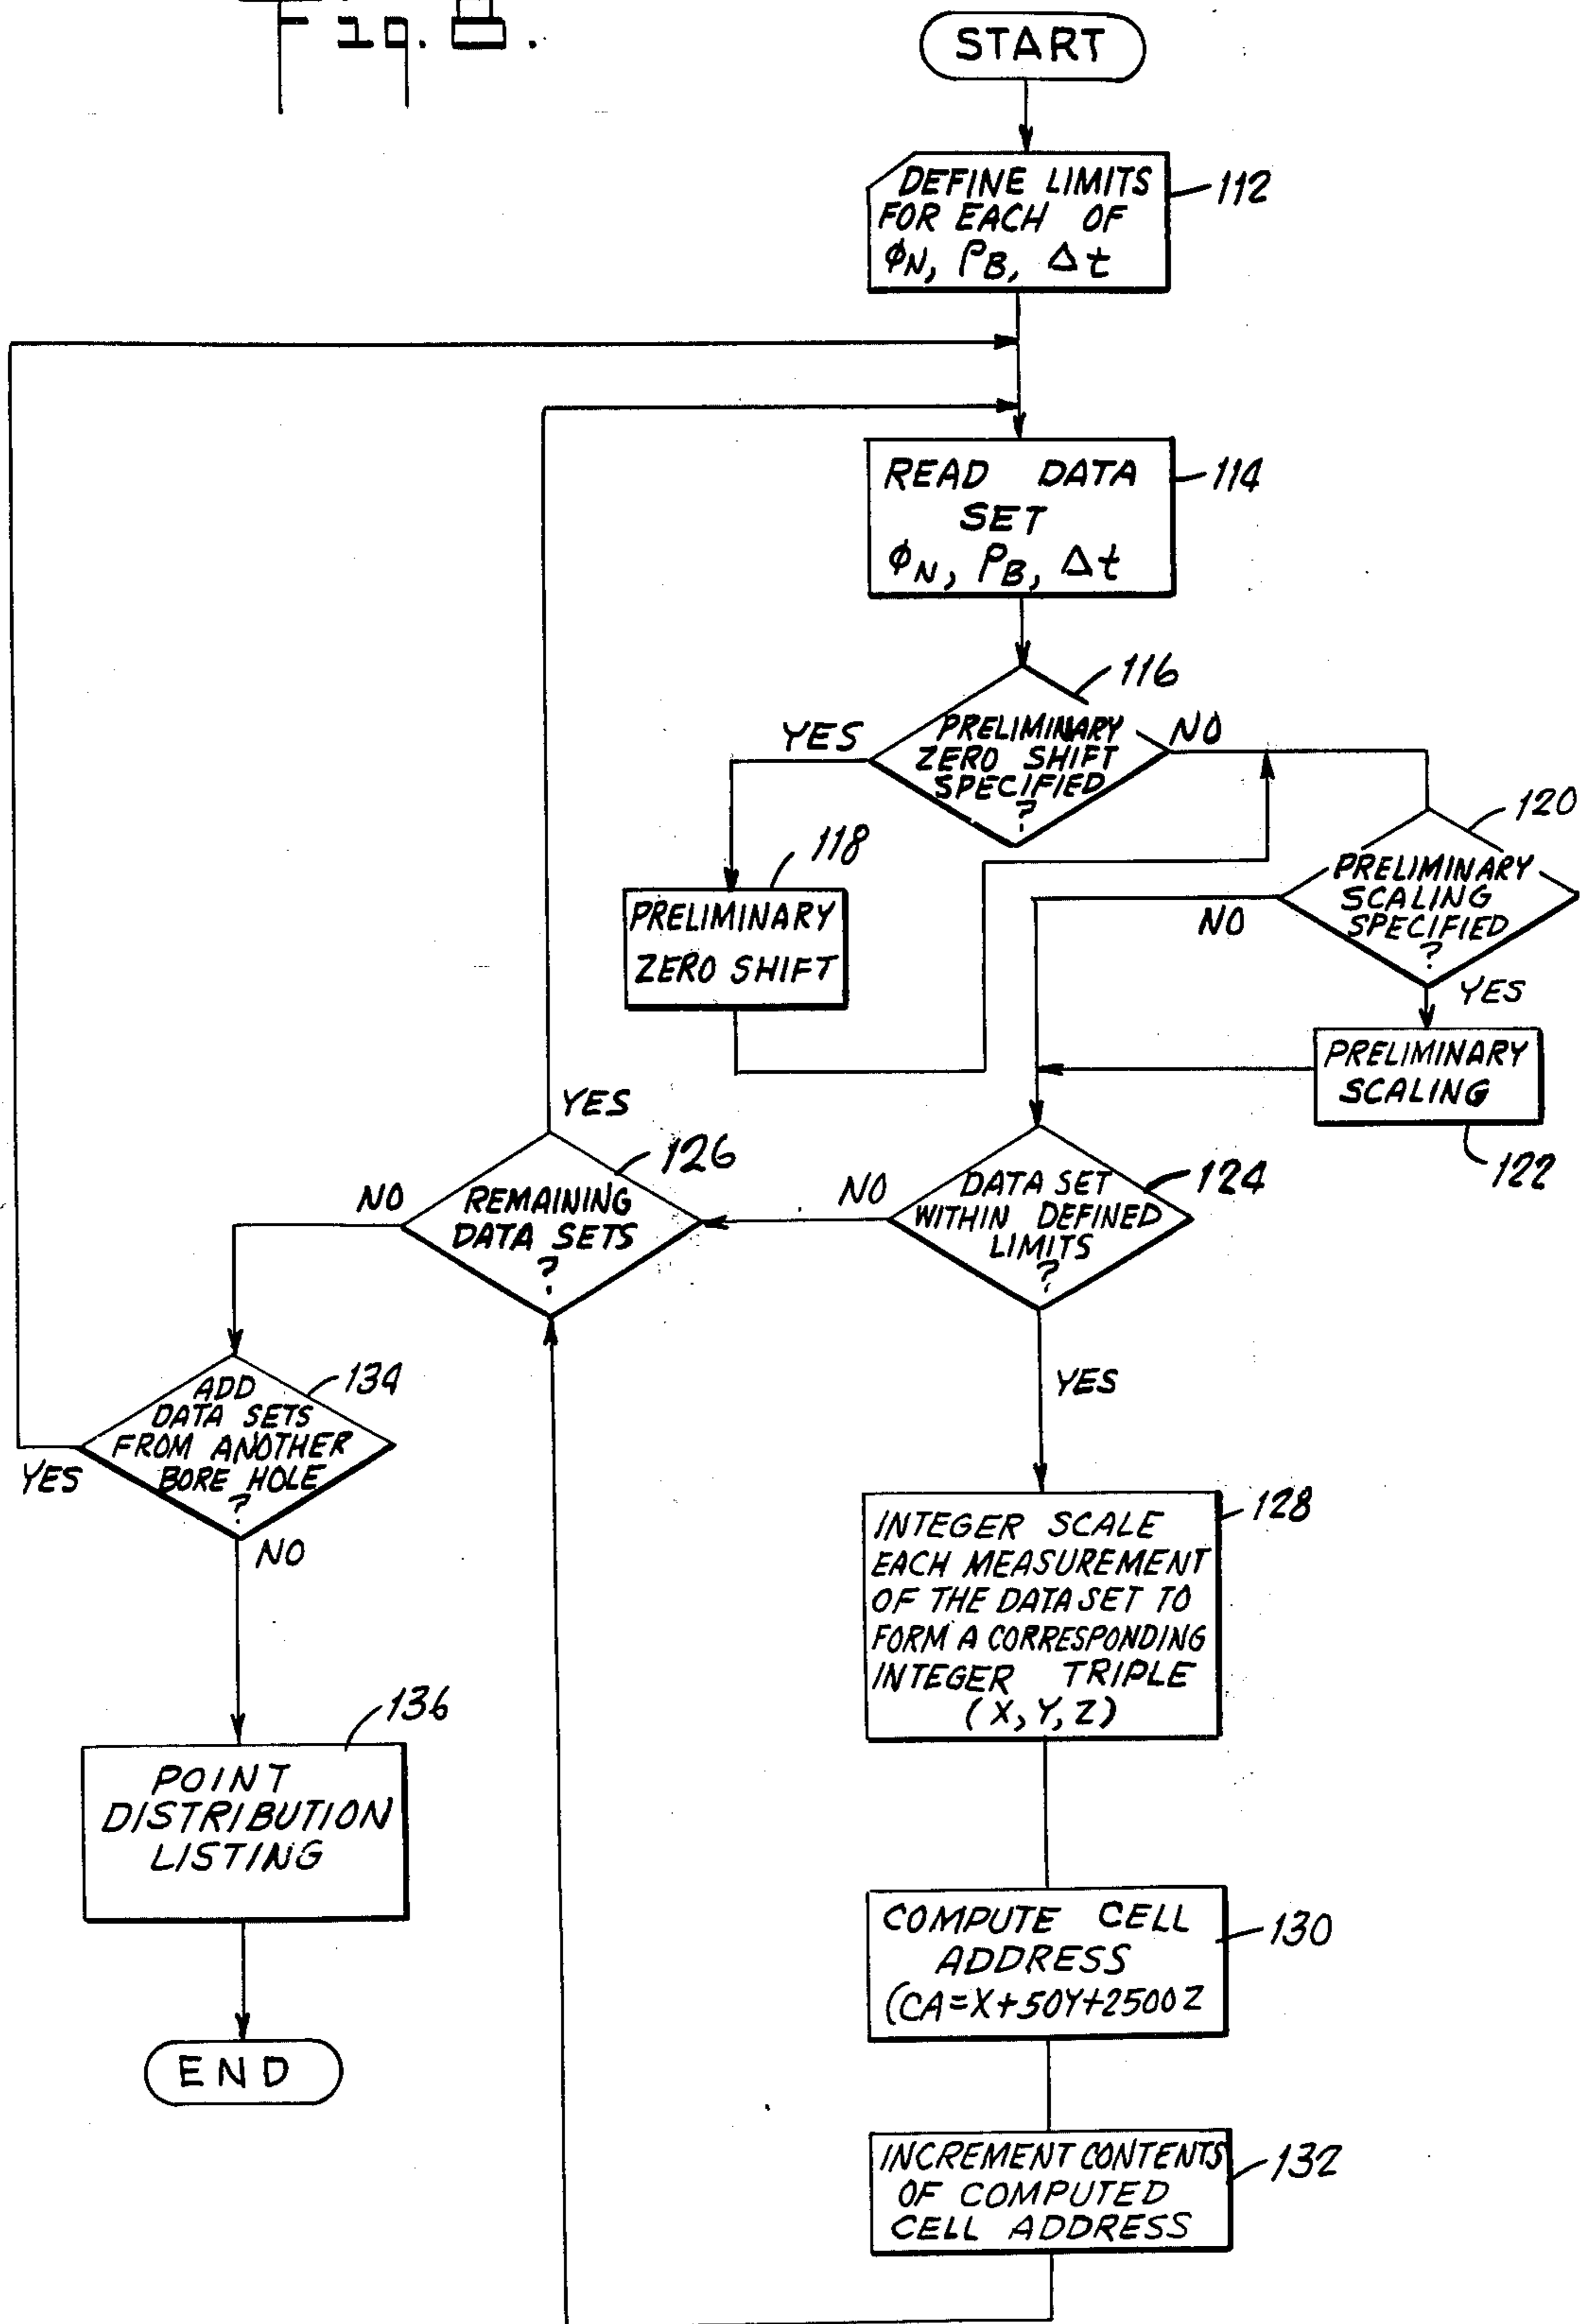 Fig. 8.
START
DEFINE LIMITS
FOR EACH OF
ϕN, ρB, Δt
112
READ DATA
SET
ϕN, ρB, Δt
114
116
PRELIMINARY
ZERO SHIFT
SPECIFIED
?
YES
NO
118
PRELIMINARY
ZERO SHIFT
120
PRELIMINARY
SCALING
SPECIFIED
?
NO
YES
PRELIMINARY
SCALING
122
124
DATA SET
WITHIN DEFINED
LIMITS
?
NO
YES
126
REMAINING
DATA SETS
?
YES
NO
134
ADD
DATA SETS
FROM ANOTHER
BORE HOLE
?
YES
NO
128
INTEGER SCALE
EACH MEASUREMENT
OF THE DATA SET TO
FORM A CORRESPONDING
INTEGER TRIPLE
(X, Y, Z)
136
POINT
DISTRIBUTION
LISTING
COMPUTE CELL
ADDRESS
(CA=X+50Y+2500Z
130
END
INCREMENT CONTENTS
OF COMPUTED
CELL ADDRESS
132